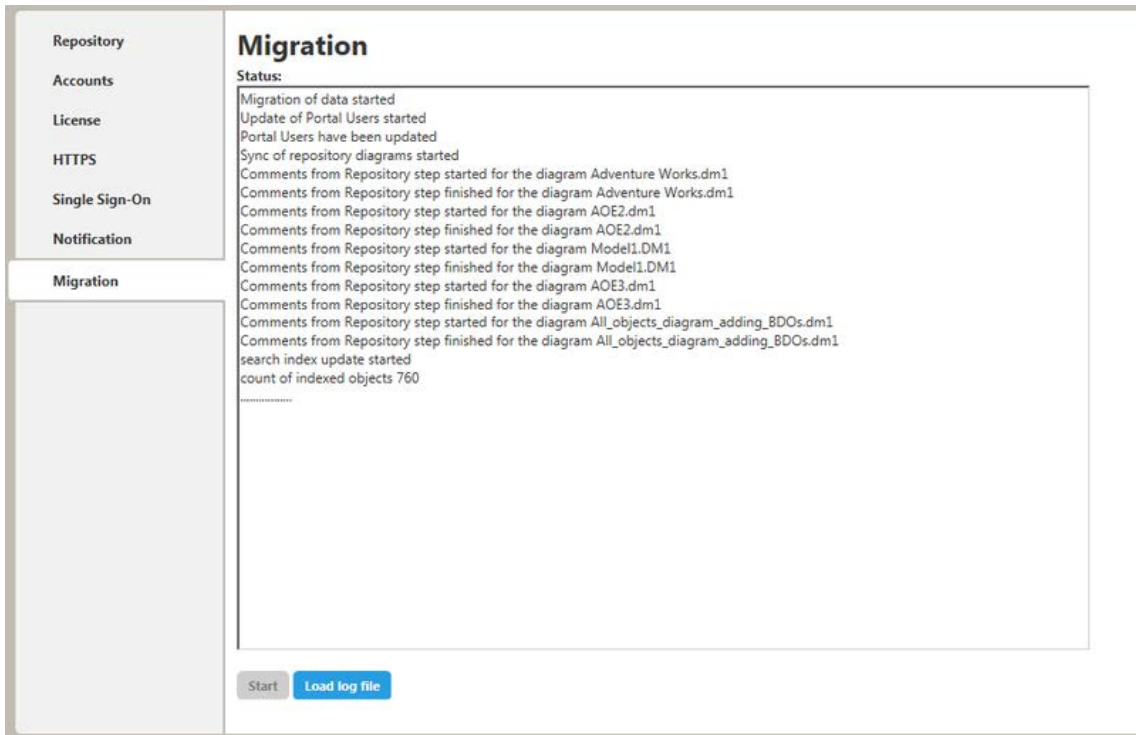 Repository
Accounts
License
HTTPS
Single Sign-On
Notification
Migration
Migration
Status:
Migration of data started
Update of Portal Users started
Portal Users have been updated
Sync of repository diagrams started
Comments from Repository step started for the diagram Adventure Works.dm1
Comments from Repository step finished for the diagram Adventure Works.dm1
Comments from Repository step started for the diagram AOE2.dm1
Comments from Repository step finished for the diagram AOE2.dm1
Comments from Repository step started for the diagram Model1.DM1
Comments from Repository step finished for the diagram Model1.DM1
Comments from Repository step started for the diagram AOE3.dm1
Comments from Repository step finished for the diagram AOE3.dm1
Comments from Repository step started for the diagram All_objects_diagram_adding_BDOs.dm1
Comments from Repository step finished for the diagram All_objects_diagram_adding_BDOs.dm1
search index update started
count of indexed objects 760
.................
Start
Load log file